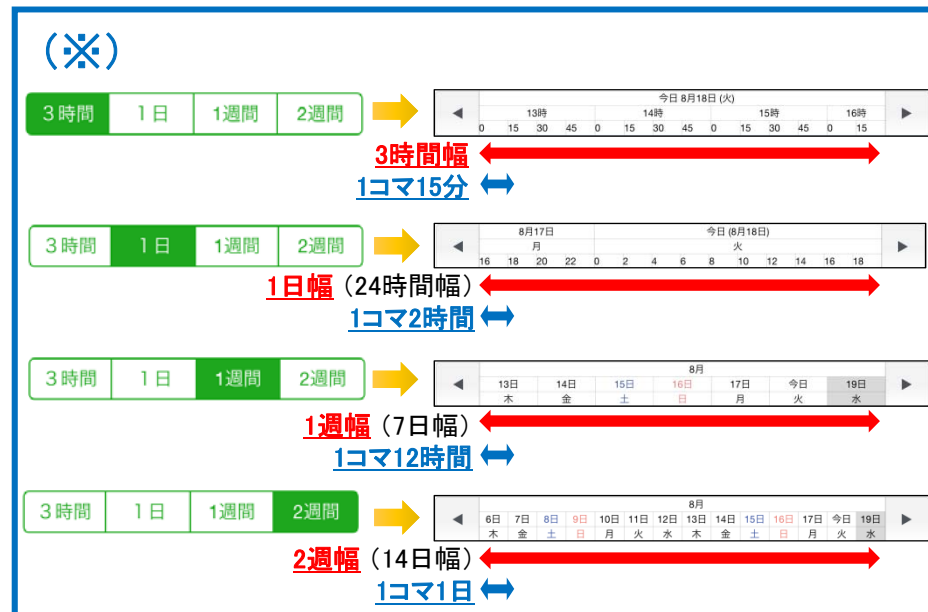 (※)
3時間 1日 1週間 2週間
今日 8月18日 (火)
◀ 13時 14時 15時 16時 ▶
0 15 30 45 0 15 30 45 0 15 30 45 0 15
3時間幅
1コマ15分
3時間 1日 1週間 2週間
8月17日 今日 (8月18日)
◀ 月 火 ▶
16 18 20 22 0 2 4 6 8 10 12 14 16 18
1日幅 (24時間幅)
1コマ2時間
3時間 1日 1週間 2週間
8月
◀ 13日 14日 15日 16日 17日 今日 19日 ▶
木 金 土 日 月 火 水
1週幅 (7日幅)
1コマ12時間
3時間 1日 1週間 2週間
8月
◀ 6日 7日 8日 9日 10日 11日 12日 13日 14日 15日 16日 17日 今日 19日 ▶
木 金 土 日 月 火 水 木 金 土 日 月 火 水
2週幅 (14日幅)
1コマ1日